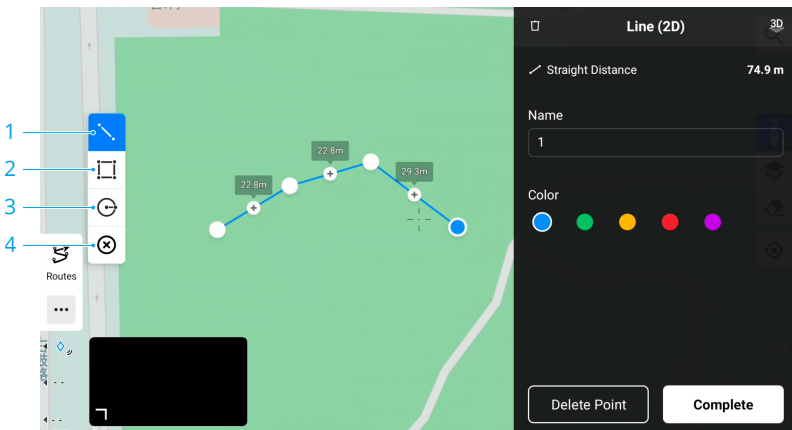 Line (2D)
3D
Straight Distance
74.9 m
Name
1
Color
1
2
3
4
22.8m
22.8m
29.3m
Routes
Delete Point
Complete